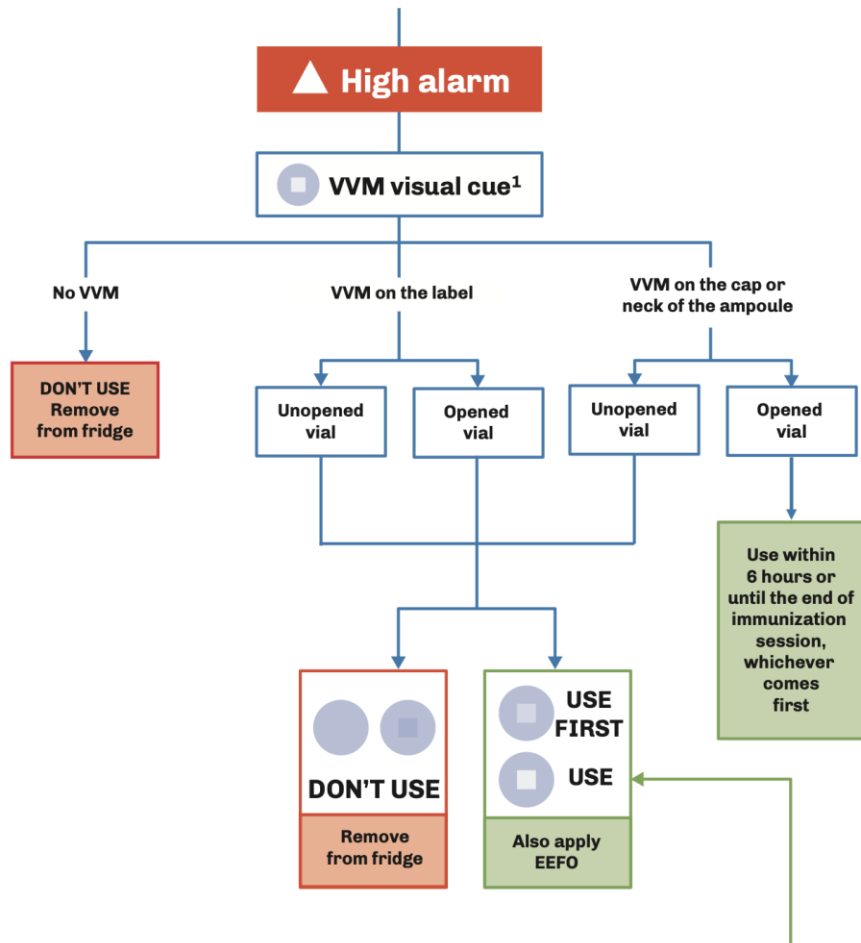 High alarm
VVM visual cue¹
No VVM
VVM on the label
VVM on the cap or
neck of the ampoule
DON'T USE
Remove
from fridge
Unopened
vial
Opened
vial
Unopened
vial
Opened
vial
Use within
6 hours or
until the end of
immunization
session,
whichever
comes
first
DON'T USE
Remove
from fridge
USE
FIRST
USE
Also apply
EEFO